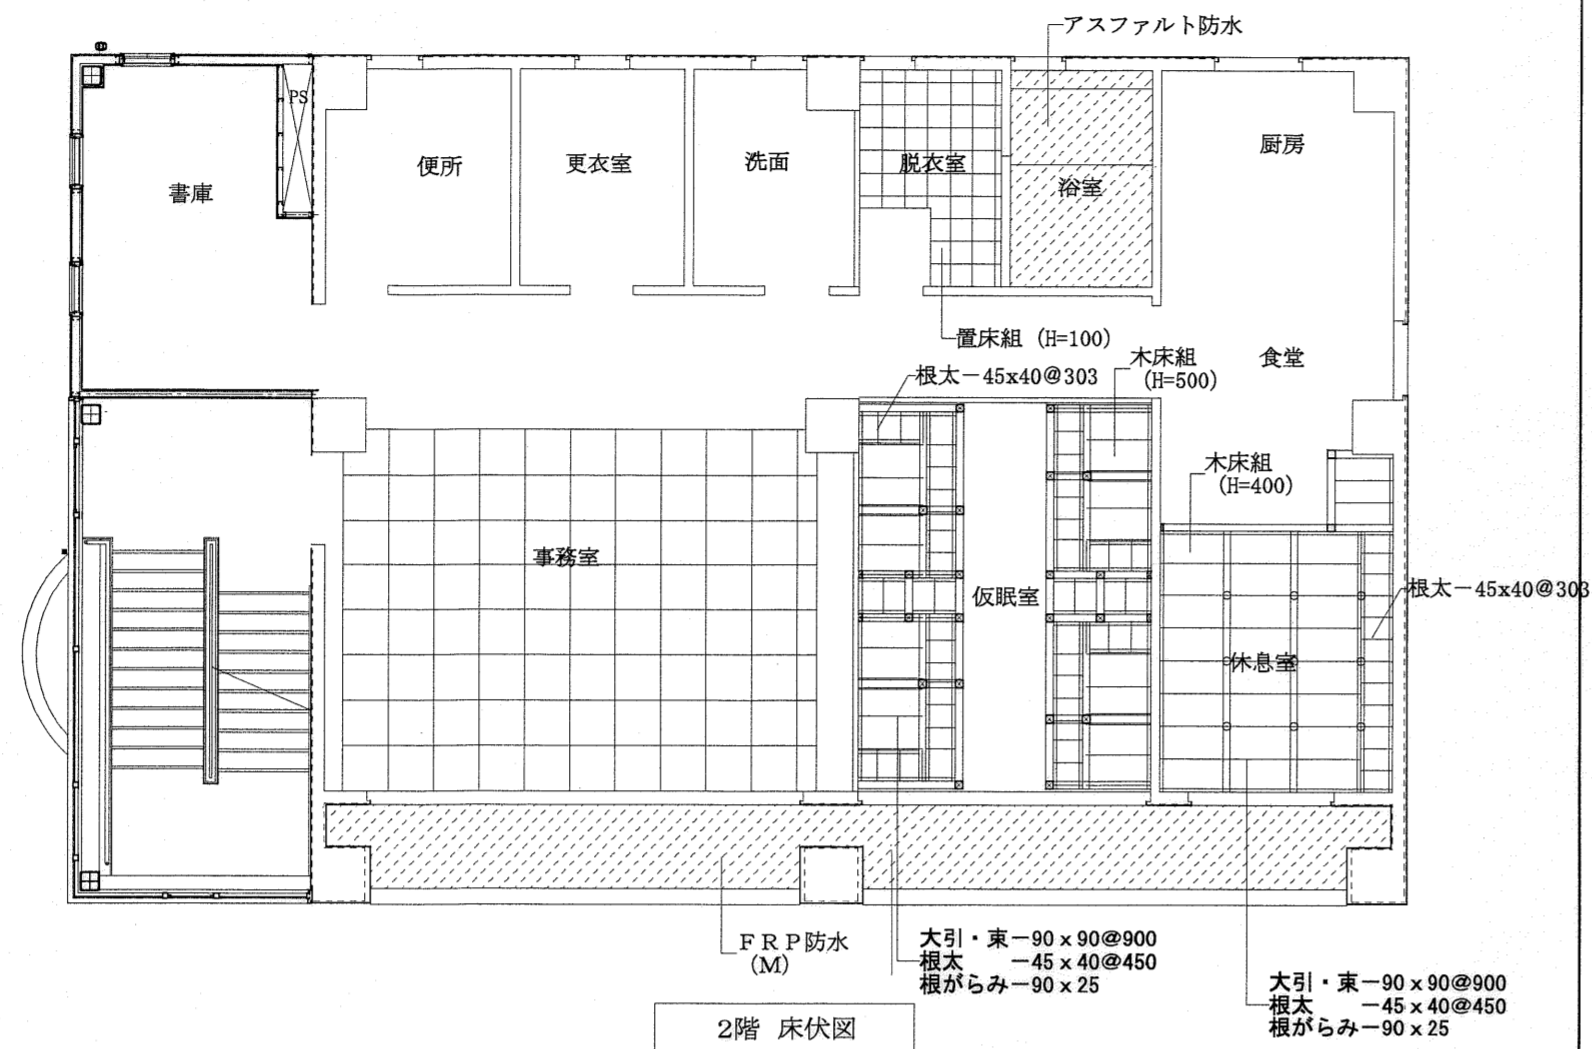 アスファルト防水
PS
書庫
便所
更衣室
洗面
脱衣室
浴室
厨房
置床組 (H=100)
根太－45x40@303
木床組
(H=500)
食堂
木床組
(H=400)
事務室
仮眠室
根太－45x40@303
休息室
ＦＲＰ防水
(M)
大引・束－90ｘ90@900
根太　　－45ｘ40@450
根がらみ－90ｘ25
大引・束－90ｘ90@900
根太　　－45ｘ40@450
根がらみ－90ｘ25
2階 床伏図